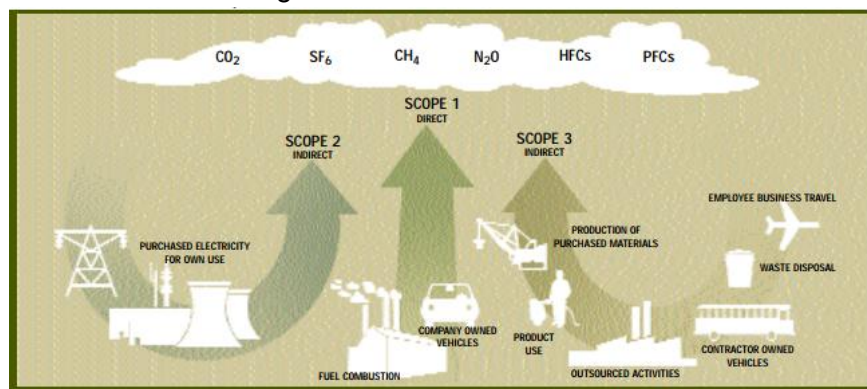 CO₂ SF₆ CH₄ N₂O HFCs PFCs
SCOPE 1
DIRECT
SCOPE 2
INDIRECT
SCOPE 3
INDIRECT
PURCHASED ELECTRICITY
FOR OWN USE
FUEL COMBUSTION
COMPANY OWNED
VEHICLES
PRODUCTION OF
PURCHASED MATERIALS
PRODUCT
USE
OUTSOURCED ACTIVITIES
EMPLOYEE BUSINESS TRAVEL
WASTE DISPOSAL
CONTRACTOR OWNED
VEHICLES